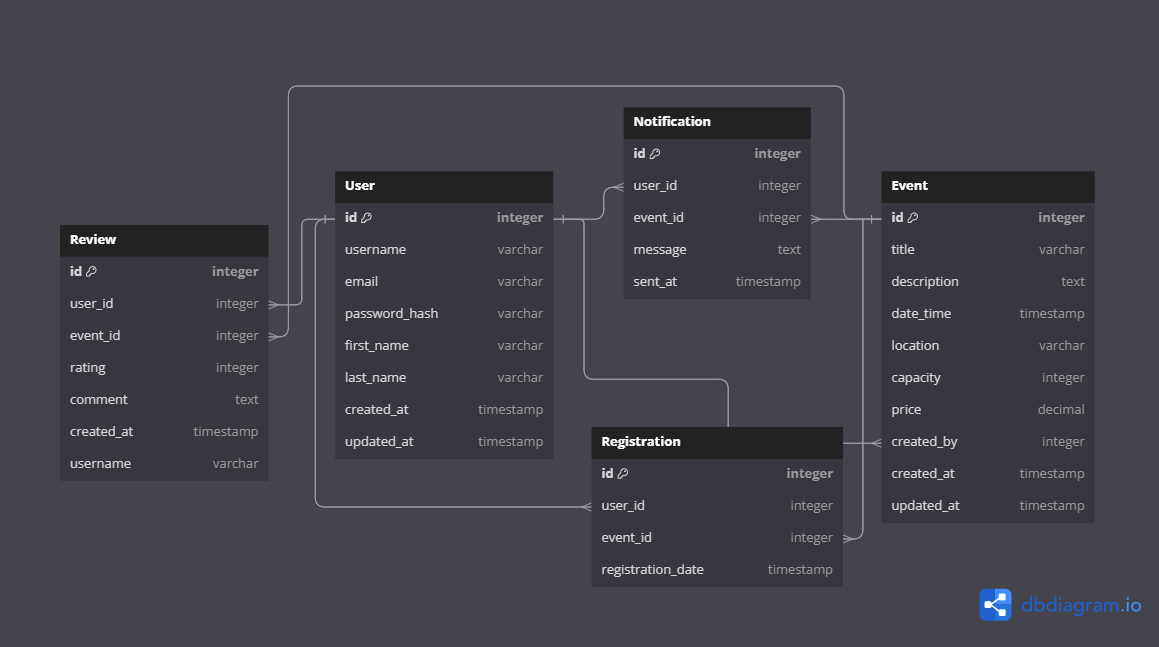 Notification
id integer
user_id integer
event_id integer
message text
sent_at timestamp
User
id integer
username varchar
email varchar
password_hash varchar
first_name varchar
last_name varchar
created_at timestamp
updated_at timestamp
Event
id integer
title varchar
description text
date_time timestamp
location varchar
capacity integer
price decimal
created_by integer
created_at timestamp
updated_at timestamp
Review
id integer
user_id integer
event_id integer
rating integer
comment text
created_at timestamp
username varchar
Registration
id integer
user_id integer
event_id integer
registration_date timestamp
dbdiagram.io